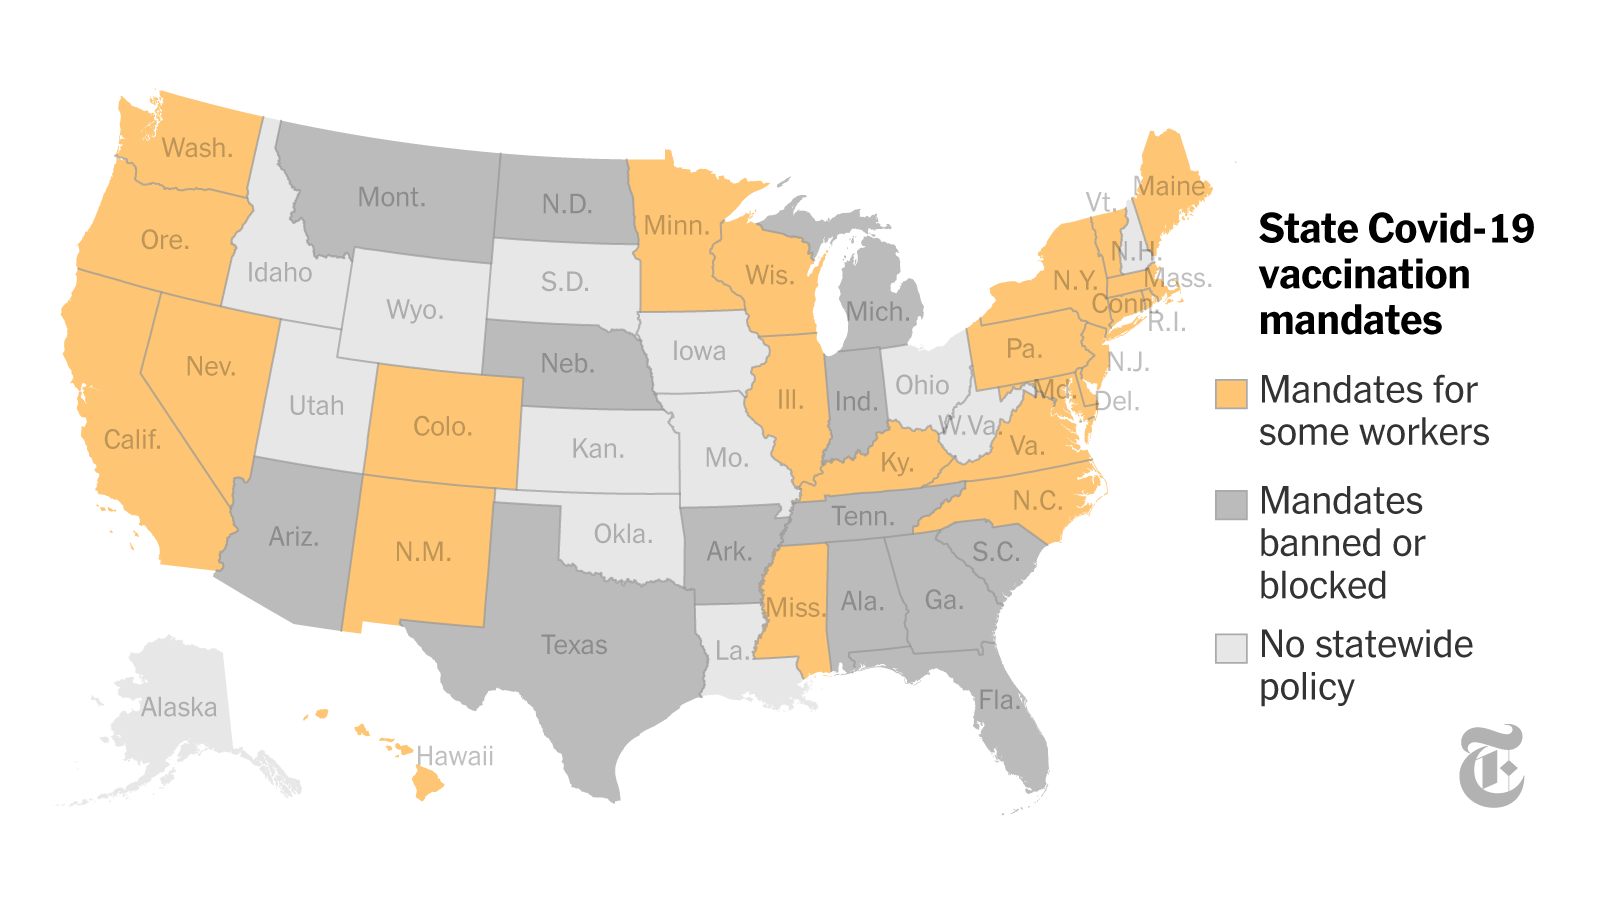 Wash.
Mont.
N.D.
Minn.
Maine
Vt.
Ore.
Idaho
S.D.
Wis.
N.H.
N.Y.
Mass.
Wyo.
Mich.
Conn.
R.I.
Nev.
Neb.
Iowa
Pa.
N.J.
Utah
Colo.
Ill.
Ind.
Ohio
Md.
Del.
Calif.
Kan.
Mo.
W.Va.
Va.
Ky.
N.C.
Ariz.
N.M.
Okla.
Ark.
Tenn.
S.C.
Miss.
Ala.
Ga.
Texas
La.
Fla.
Alaska
Hawaii
State Covid-19
vaccination
mandates
Mandates for
some workers
Mandates
banned or
blocked
No statewide
policy
T